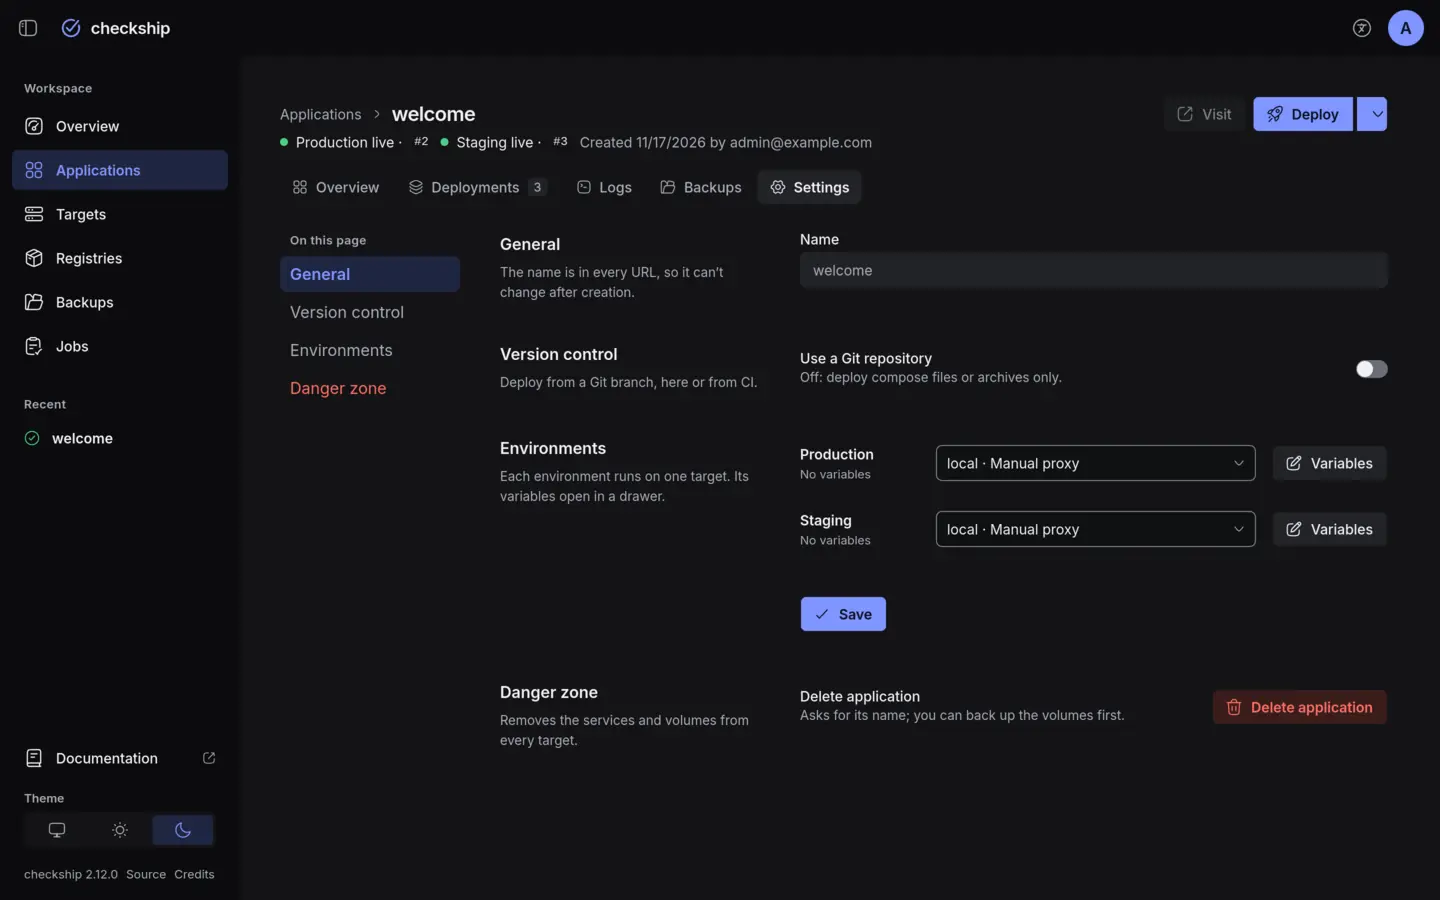 checkship
A
Workspace
Overview
Applications
Targets
Registries
Backups
Jobs
Recent
welcome
Documentation
Theme
checkship 2.12.0 Source Credits
Applications > welcome
Visit
Deploy
Production live · #2 Staging live · #3 Created 11/17/2026 by admin@example.com
Overview
Deployments 3
Logs
Backups
Settings
On this page
General
Version control
Environments
Danger zone
General
The name is in every URL, so it can't
change after creation.
Name
welcome
Version control
Deploy from a Git branch, here or from CI.
Use a Git repository
Off: deploy compose files or archives only.
Environments
Each environment runs on one target. Its
variables open in a drawer.
Production
No variables
local · Manual proxy
Variables
Staging
No variables
local · Manual proxy
Variables
Save
Danger zone
Removes the services and volumes from
every target.
Delete application
Asks for its name; you can back up the volumes first.
Delete application